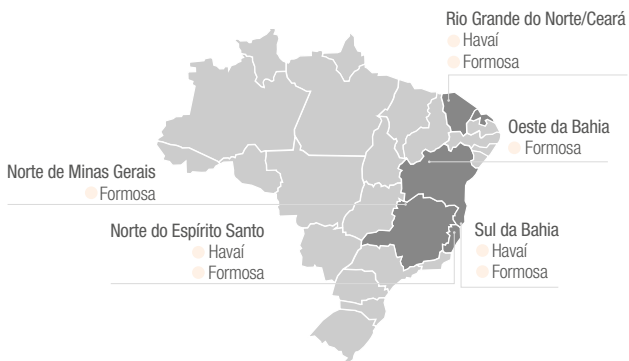 Rio Grande do Norte/Ceará
Havaí
Formosa
Oeste da Bahia
Formosa
Norte de Minas Gerais
Formosa
Norte do Espírito Santo
Havaí
Formosa
Sul da Bahia
Havaí
Formosa